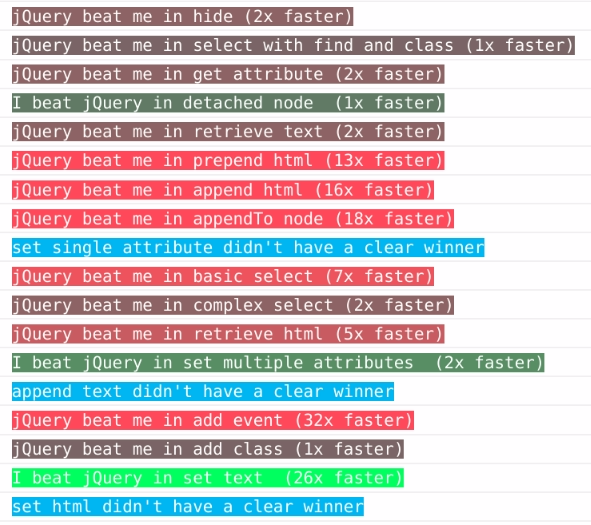 jQuery beat me in hide (2x faster)
jQuery beat me in select with find and class (1x faster)
jQuery beat me in get attribute (2x faster)
I beat jQuery in detached node  (1x faster)
jQuery beat me in retrieve text (2x faster)
jQuery beat me in prepend html (13x faster)
jQuery beat me in append html (16x faster)
jQuery beat me in appendTo node (18x faster)
set single attribute didn't have a clear winner
jQuery beat me in basic select (7x faster)
jQuery beat me in complex select (2x faster)
jQuery beat me in retrieve html (5x faster)
I beat jQuery in set multiple attributes  (2x faster)
append text didn't have a clear winner
jQuery beat me in add event (32x faster)
jQuery beat me in add class (1x faster)
I beat jQuery in set text  (26x faster)
set html didn't have a clear winner